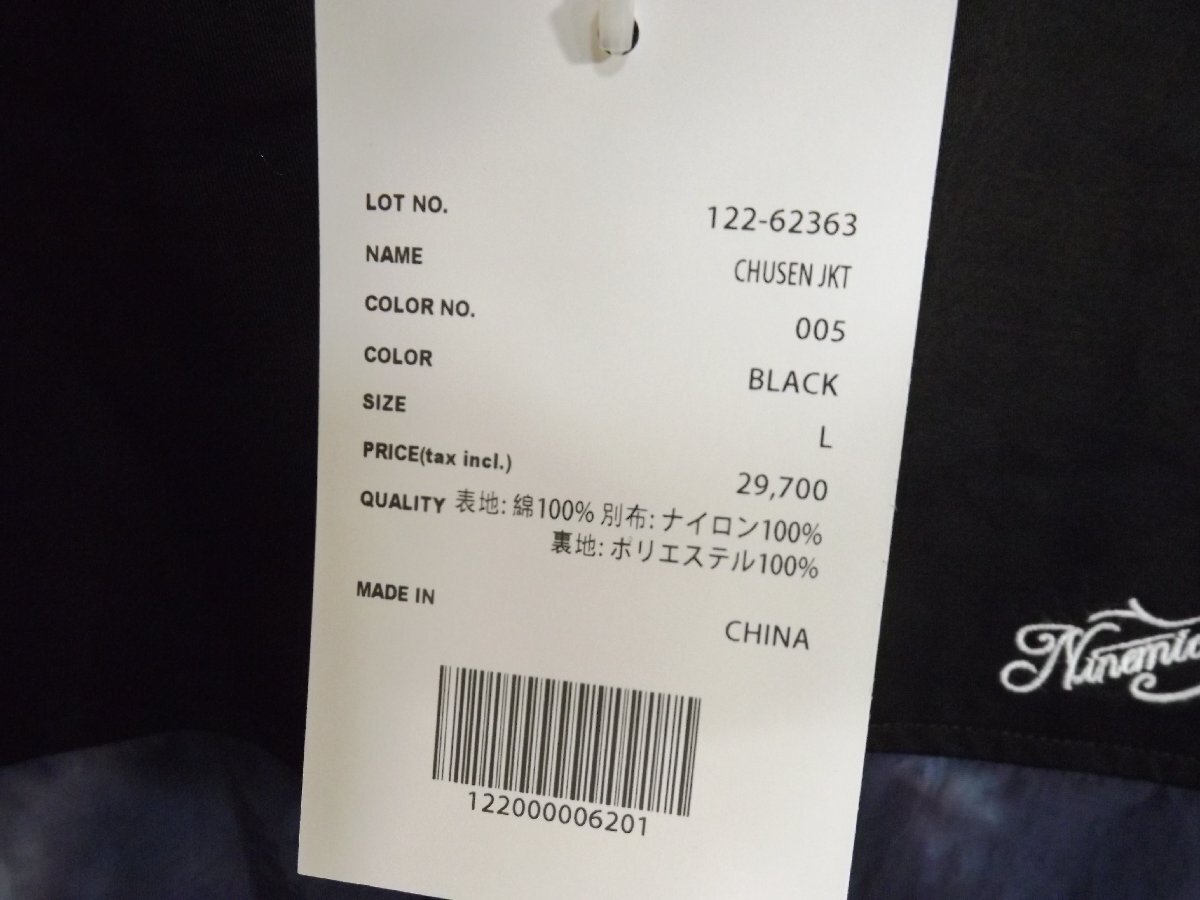 LOT NO. 122-62363
NAME CHUSEN JKT
COLOR NO. 005
COLOR BLACK
SIZE L
PRICE(tax incl.) 29,700
QUALITY 表地: 綿100% 別布: ナイロン100%
裏地: ポリエステル100%
MADE IN CHINA
122000006201